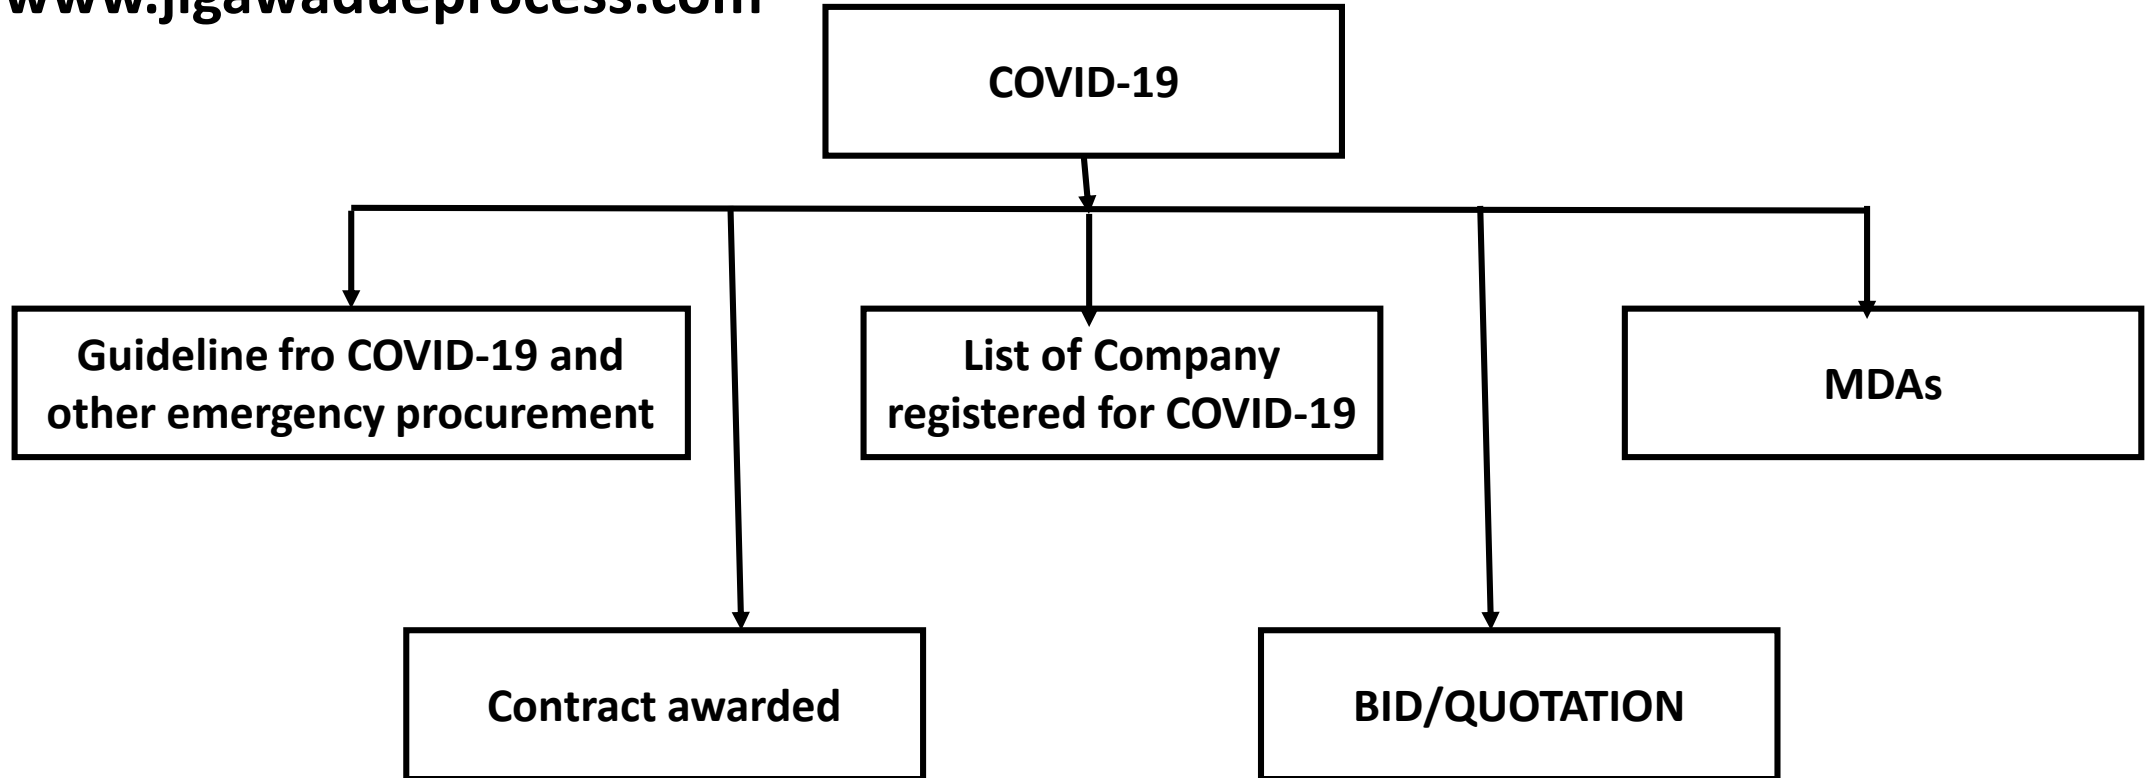 www.jigawadueprocess.com
COVID-19
Guideline fro COVID-19 and
other emergency procurement
List of Company
registered for COVID-19
MDAs
Contract awarded
BID/QUOTATION